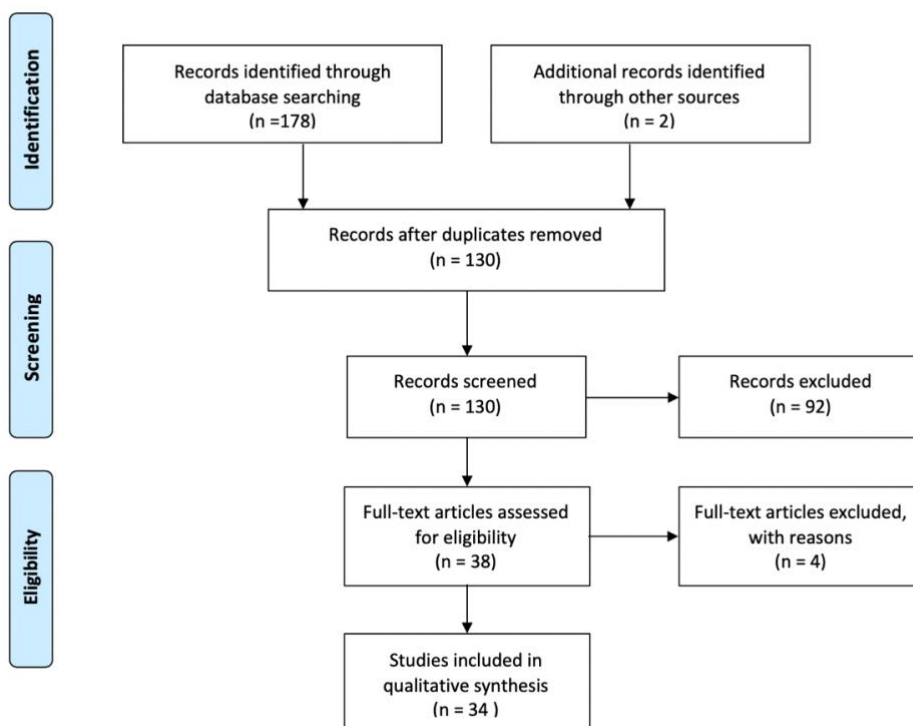 Identification
Records identified through
database searching
(n =178)
Additional records identified
through other sources
(n = 2)
Records after duplicates removed
(n = 130)
Screening
Records screened
(n = 130)
Records excluded
(n = 92)
Eligibility
Full-text articles assessed
for eligibility
(n = 38)
Full-text articles excluded,
with reasons
(n = 4)
Studies included in
qualitative synthesis
(n = 34 )